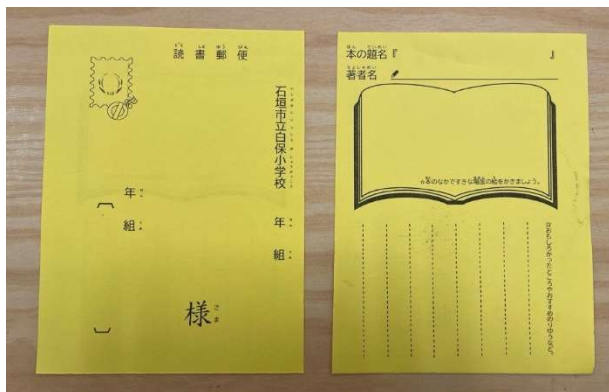 読書郵便
石垣市立白保小学校
年 組
様
年 組
本の題名『 』
著者名
☆本のなかですきな場面の絵をかきましょう。
☆おもしろかったところやおすすめのりゆうなど。